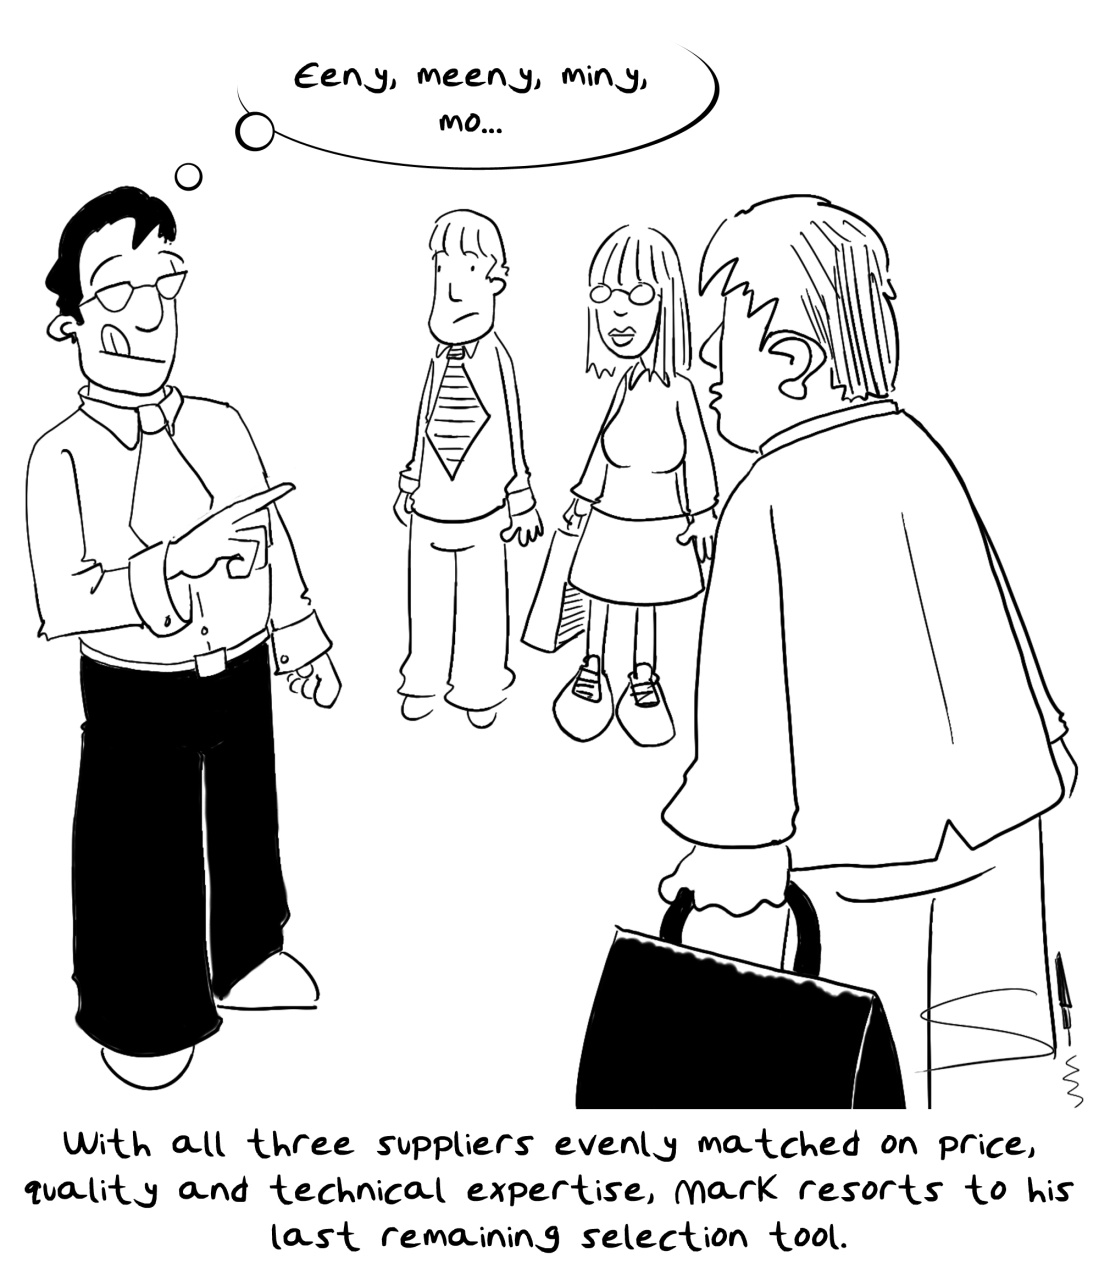 Eeny, meeny, miny,
mo...
With all three suppliers evenly matched on price,
quality and technical expertise, Mark resorts to his
last remaining selection tool.